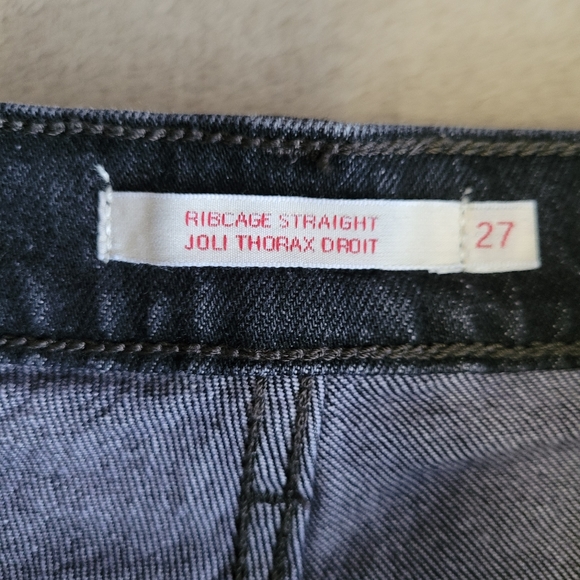 RIBCAGE STRAIGHT
JOLI THORAX DROIT
27